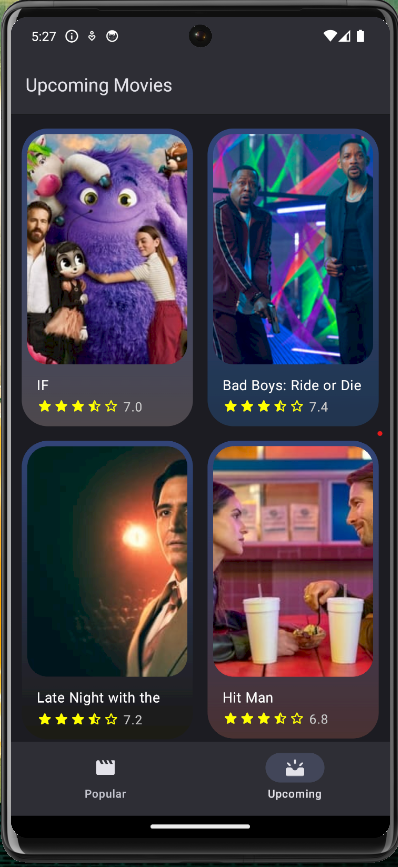 5:27
Upcoming Movies
IF
7.0
Bad Boys: Ride or Die
7.4
Late Night with the
7.2
Hit Man
6.8
Popular
Upcoming